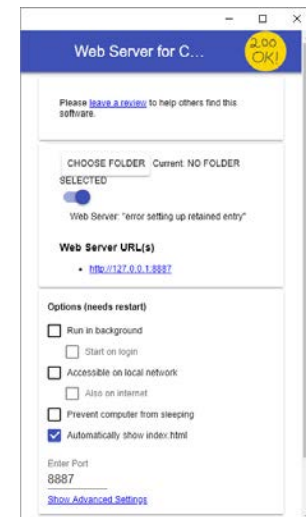 Web Server for C...
200
OK!
Please leave a review to help others find this
software.
CHOOSE FOLDER Current: NO FOLDER
SELECTED
Web Server: "error setting up retained entry"
Web Server URL(s)
http://127.0.0.1:8887
Options (needs restart)
Run in background
Start on login
Accessible on local network
Also on internet
Prevent computer from sleeping
Automatically show index.html
Enter Port
8887
Show Advanced Settings